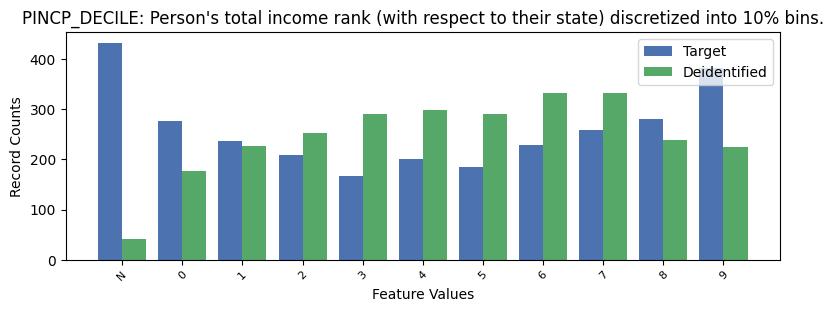 PINCP_DECILE: Person's total income rank (with respect to their state) discretized into 10% bins.
Target
Deidentified
Record Counts
400
300
200
100
0
N 0 1 2 3 4 5 6 7 8 9
Feature Values